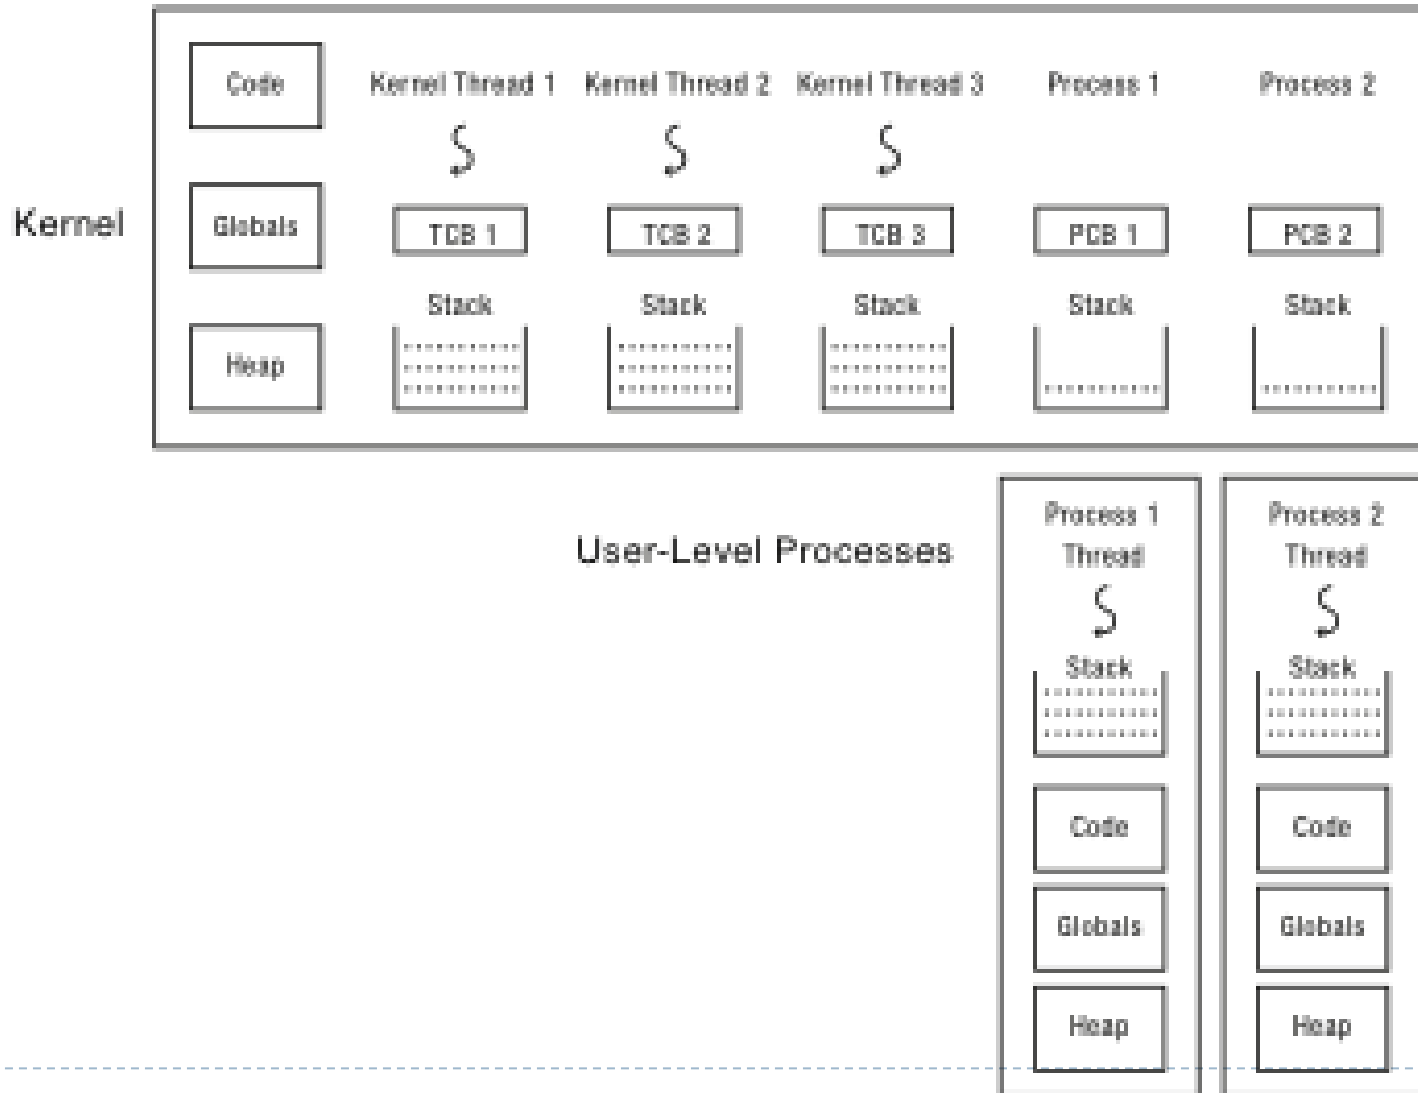 Code
Kernel Thread 1 Kernel Thread 2 Kernel Thread 3 Process 1 Process 2
Kernel
Globals
TCB 1 TCB 2 TCB 3 PCB 1 PCB 2
Stack Stack Stack Stack Stack
Heap
User-Level Processes
Process 1
Thread
Stack
Code
Globals
Heap
Process 2
Thread
Stack
Code
Globals
Heap